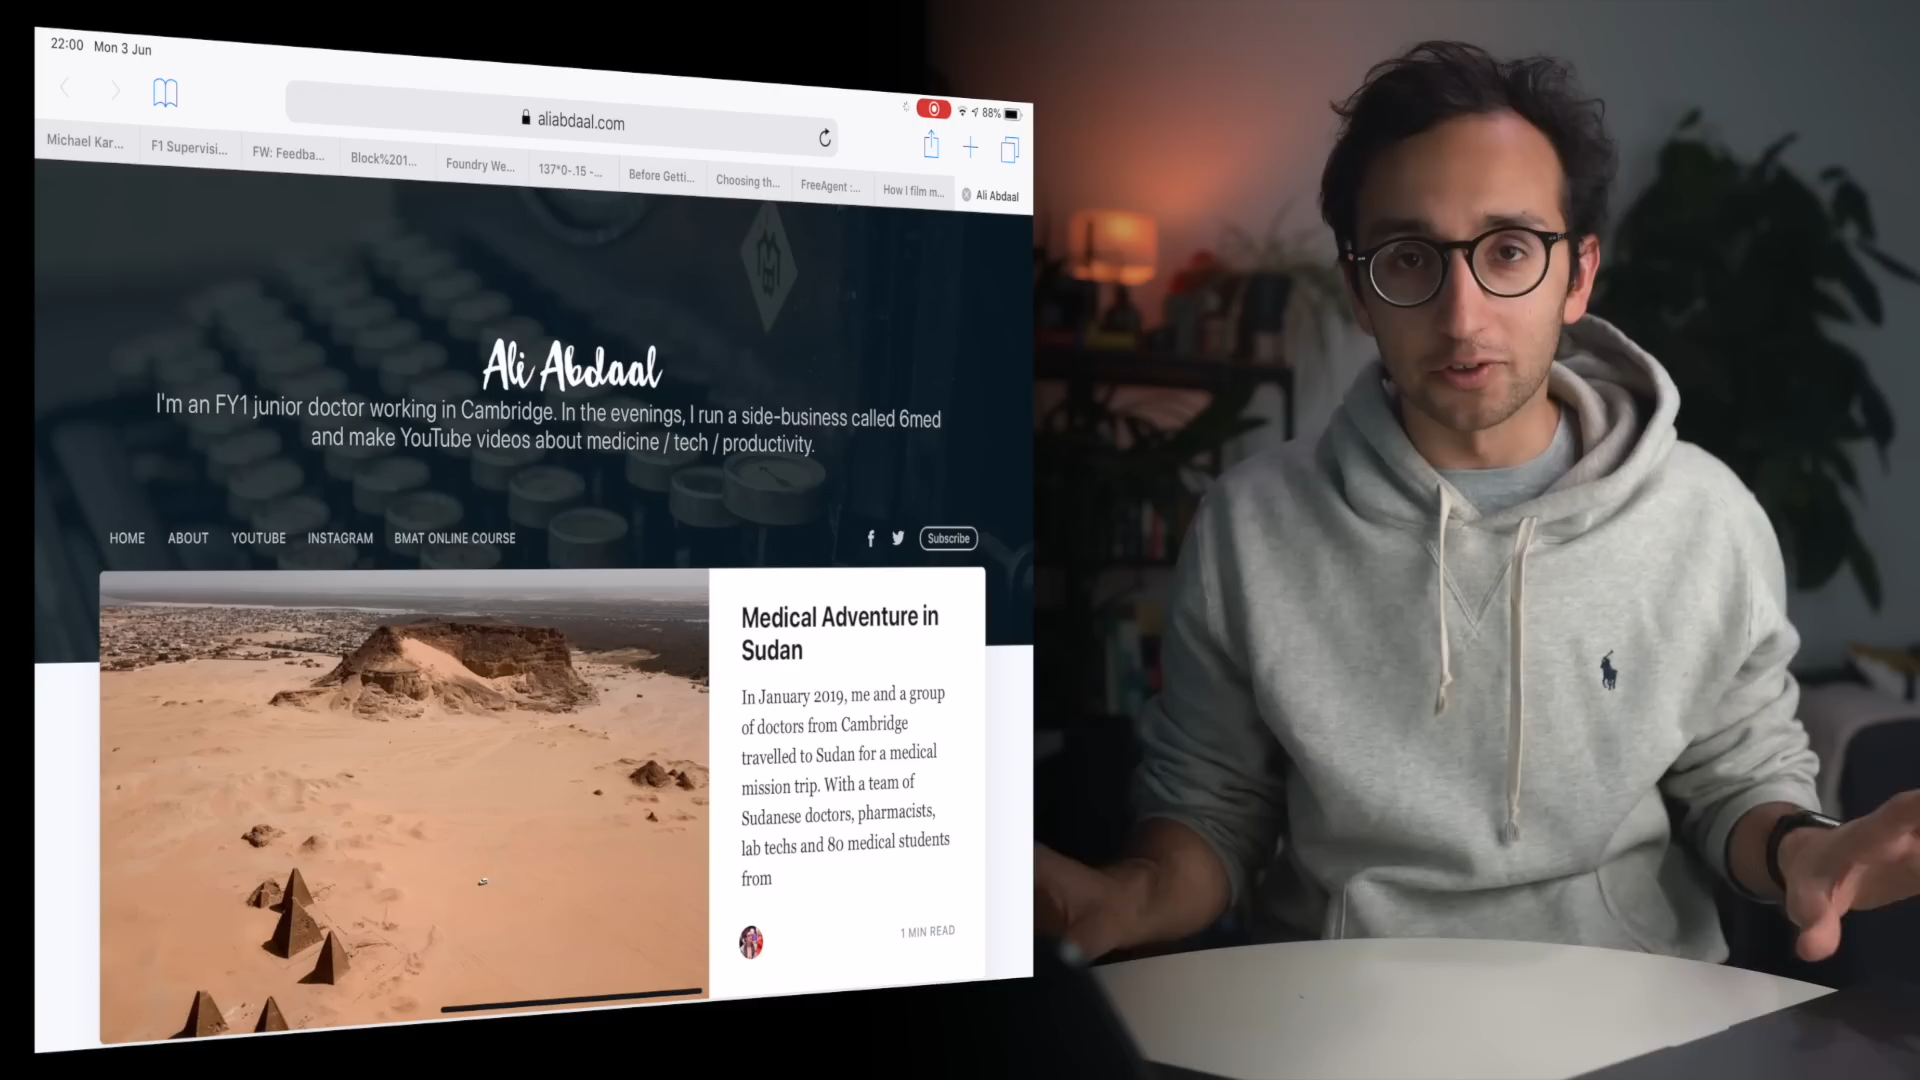 22:00 Mon 3 Jun
88%
aliabdaal.com
Michael Kar...
F1 Supervisi...
FW: Feedba...
Block%201...
Foundry We...
137*0-.15 -...
Before Getti...
Choosing th...
FreeAgent :...
How I film m...
Ali Abdaal
Ali Abdaal
I'm an FY1 junior doctor working in Cambridge. In the evenings, I run a side-business called 6med
and make YouTube videos about medicine / tech / productivity.
HOME ABOUT YOUTUBE INSTAGRAM BMAT ONLINE COURSE
Subscribe
Medical Adventure in
Sudan
In January 2019, me and a group
of doctors from Cambridge
travelled to Sudan for a medical
mission trip. With a team of
Sudanese doctors, pharmacists,
lab techs and 80 medical students
from
1 MIN READ